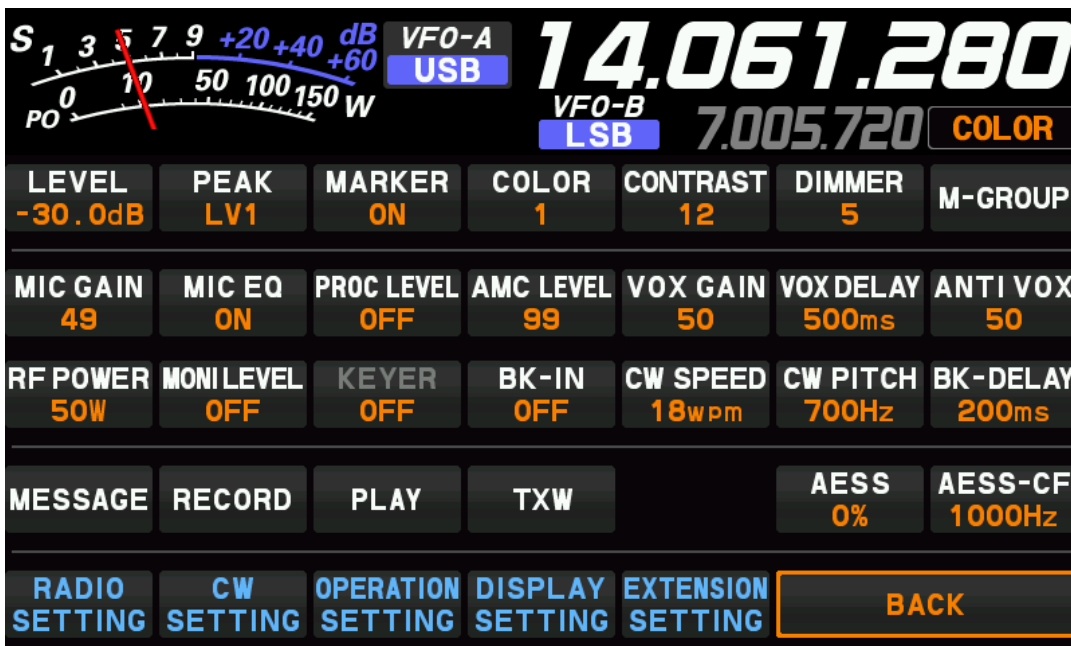 S 1 3 5 7 9 +20 +40 +60 dB
PO 0 10 50 100 150 W
VFO-A
USB
14.061.280
VFO-B
LSB
7.005.720
COLOR
LEVEL PEAK MARKER COLOR CONTRAST DIMMER M-GROUP
-30.0dB LV1 ON 1 12 5
MIC GAIN MIC EQ PROC LEVEL AMC LEVEL VOX GAIN VOX DELAY ANTI VOX
49 ON OFF 99 50 500ms 50
RF POWER MONI LEVEL KEYER BK-IN CW SPEED CW PITCH BK-DELAY
50W OFF OFF OFF 18wpm 700Hz 200ms
MESSAGE RECORD PLAY TXW AESS AESS-CF
0% 1000Hz
RADIO CW OPERATION DISPLAY EXTENSION
SETTING SETTING SETTING SETTING SETTING
BACK